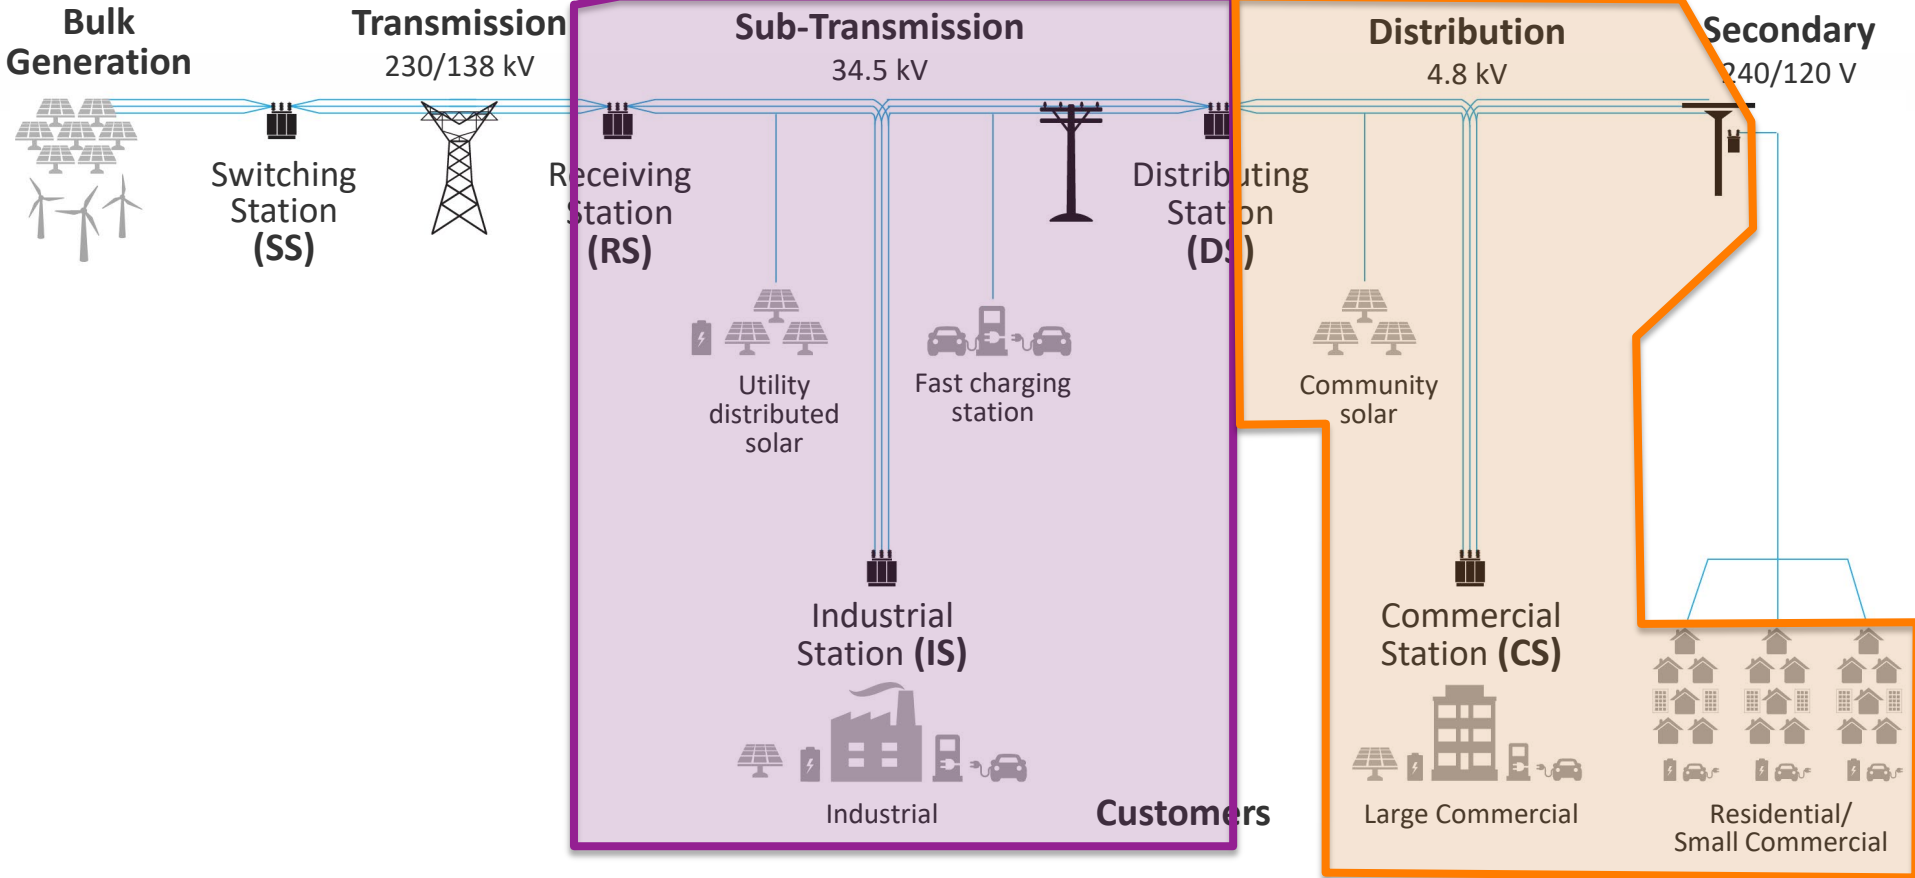 Bulk
Generation
Transmission
230/138 kV
Sub-Transmission
34.5 kV
Distribution
4.8 kV
Secondary
240/120 V
Switching
Station
(SS)
Receiving
Station
(RS)
Distributing
Station
(DS)
Utility
distributed
solar
Fast charging
station
Community
solar
Industrial
Station (IS)
Commercial
Station (CS)
Industrial
Customers
Large Commercial
Residential/
Small Commercial